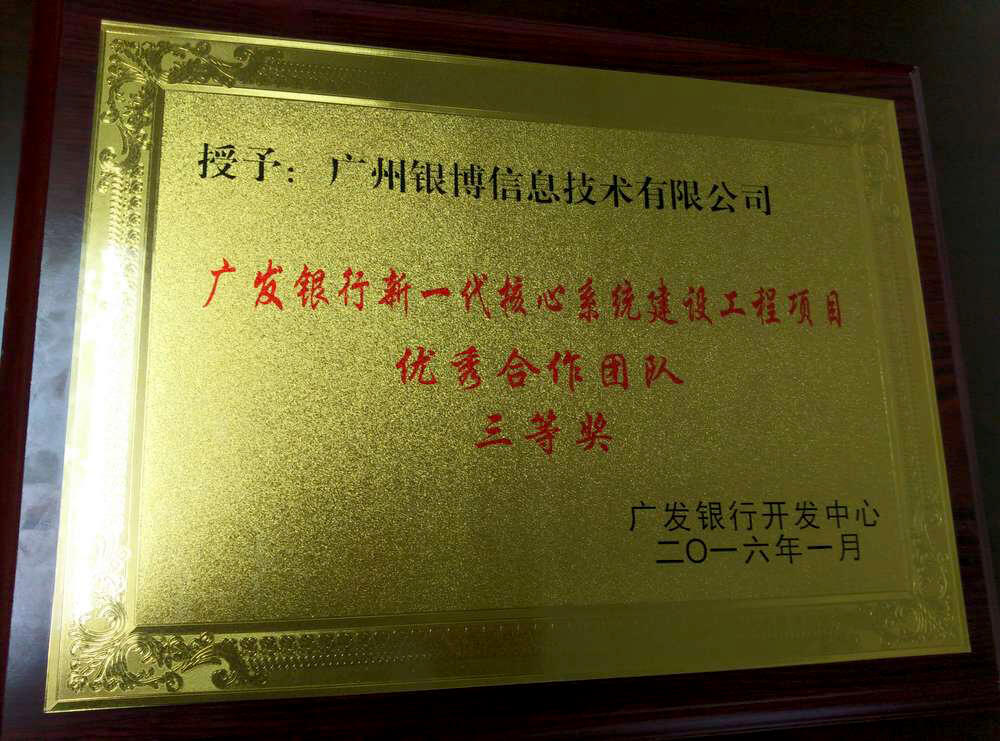 授予：广州银博信息技术有限公司
广发银行新一代核心系统建设工程项目
优秀合作团队
三等奖
广发银行开发中心
二〇一六年一月